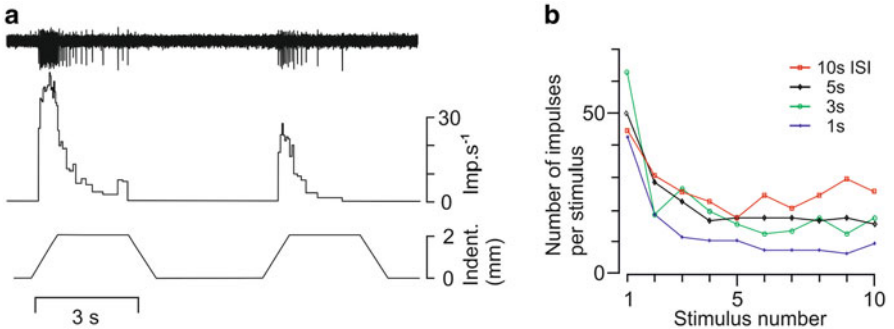 a
30
0
Imp.s⁻¹
2
0
Indent.
(mm)
3 s
b
Number of impulses
per stimulus
50
0
10s ISI
5s
3s
1s
1 5 10
Stimulus number